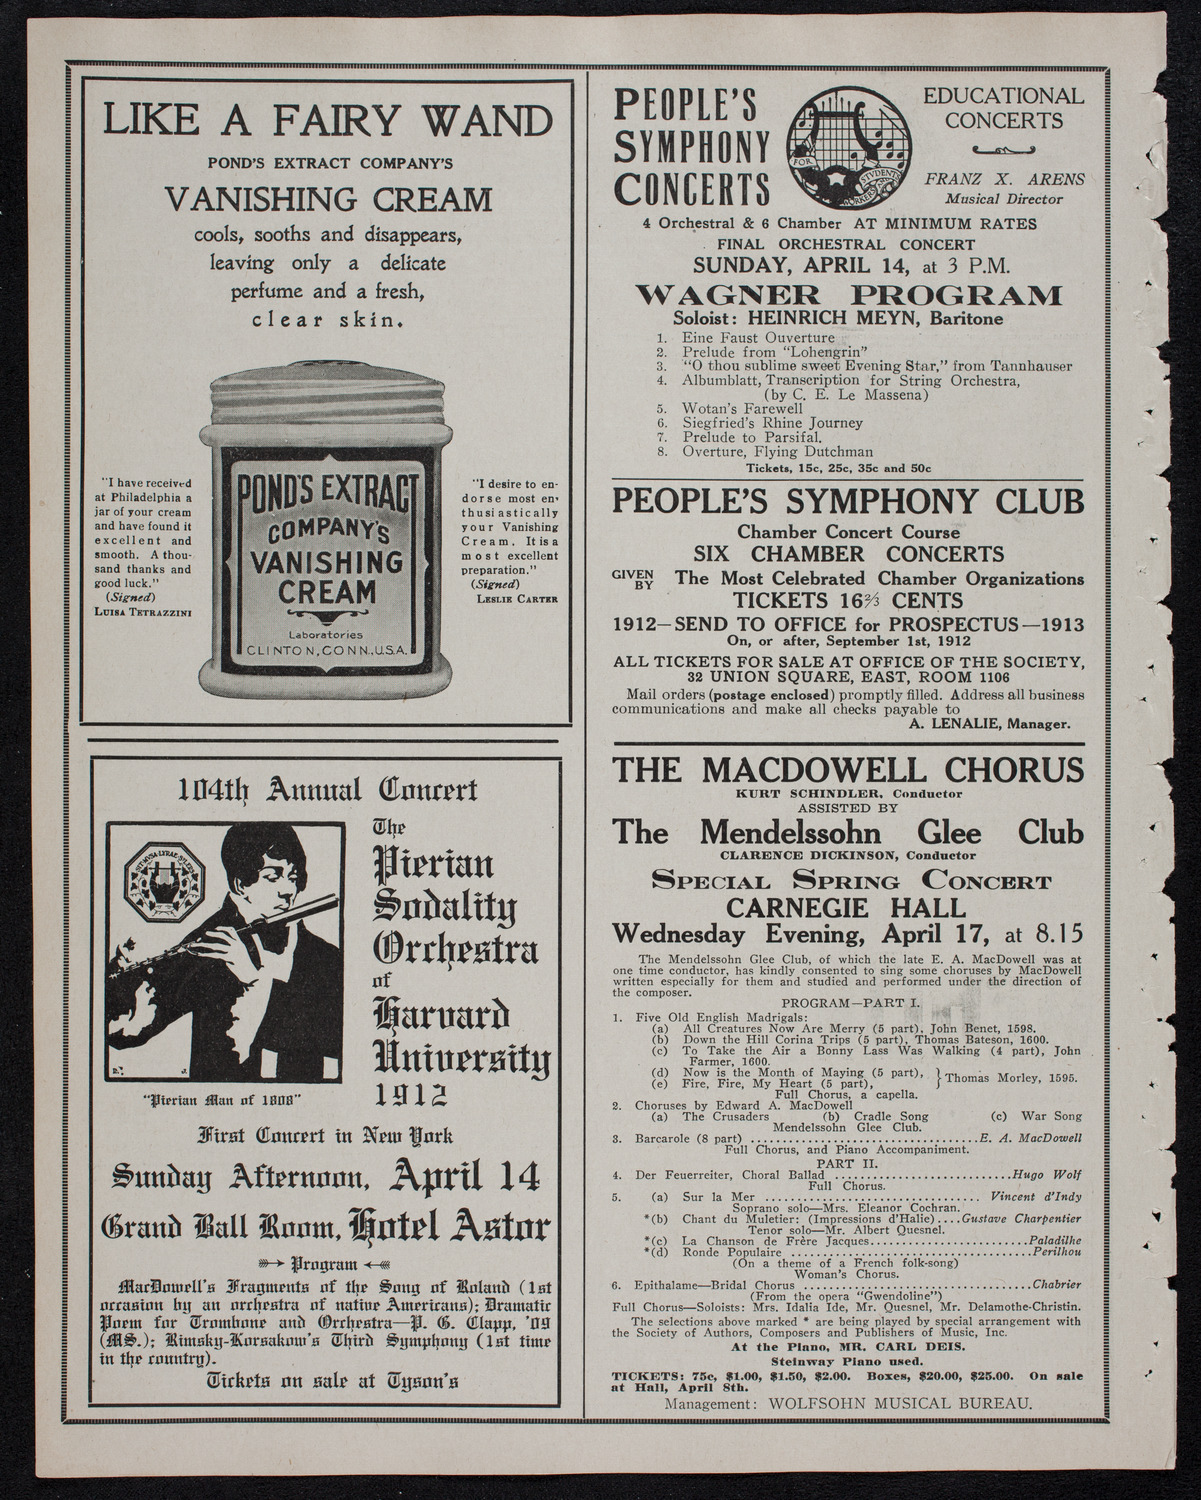 LIKE A FAIRY WAND
POND'S EXTRACT COMPANY'S
VANISHING CREAM
cools, sooths and disappears,
leaving only a delicate
perfume and a fresh,
clear skin.
"I have received
at Philadelphia a
jar of your cream
and have found it
excellent and
smooth. A thou-
sand thanks and
good luck."
(Signed)
LUISA TETRAZZINI
POND'S EXTRACT
COMPANY'S
VANISHING
CREAM
Laboratories
CLINTON, CONN., U.S.A.
"I desire to en-
dorse most en-
thusiastically
your Vanishing
Cream. It is a
most excellent
preparation."
(Signed)
LESLIE CARTER
104th Annual Concert
The
Pierian
Sodality
Orchestra
of
Harvard
University
1912
"Pierian Man of 1808"
First Concert in New York
Sunday Afternoon, April 14
Grand Ball Room, Hotel Astor
Program
MacDowell's Fragments of the Song of Roland (1st
occasion by an orchestra of native Americans); Dramatic
Poem for Trombone and Orchestra—P. G. Clapp, '09
(MS.); Rimsky-Korsakow's Third Symphony (1st time
in the country).
Tickets on sale at Tyson's
PEOPLE'S
SYMPHONY
CONCERTS
FOR
STUDENTS
WORKERS
EDUCATIONAL
CONCERTS
FRANZ X. ARENS
Musical Director
4 Orchestral & 6 Chamber AT MINIMUM RATES
FINAL ORCHESTRAL CONCERT
SUNDAY, APRIL 14, at 3 P.M.
WAGNER PROGRAM
Soloist: HEINRICH MEYN, Baritone
1. Eine Faust Ouverture
2. Prelude from "Lohengrin"
3. "O thou sublime sweet Evening Star," from Tannhauser
4. Albumblatt, Transcription for String Orchestra,
(by C. E. Le Massena)
5. Wotan's Farewell
6. Siegfried's Rhine Journey
7. Prelude to Parsifal.
8. Overture, Flying Dutchman
Tickets, 15c, 25c, 35c and 50c
PEOPLE'S SYMPHONY CLUB
Chamber Concert Course
SIX CHAMBER CONCERTS
GIVEN BY The Most Celebrated Chamber Organizations
TICKETS 16⅔ CENTS
1912—SEND TO OFFICE for PROSPECTUS—1913
On, or after, September 1st, 1912
ALL TICKETS FOR SALE AT OFFICE OF THE SOCIETY,
32 UNION SQUARE, EAST, ROOM 1106
Mail orders (postage enclosed) promptly filled. Address all business
communications and make all checks payable to
A. LENALIE, Manager.
THE MACDOWELL CHORUS
KURT SCHINDLER, Conductor
ASSISTED BY
The Mendelssohn Glee Club
CLARENCE DICKINSON, Conductor
SPECIAL SPRING CONCERT
CARNEGIE HALL
Wednesday Evening, April 17, at 8.15
The Mendelssohn Glee Club, of which the late E. A. MacDowell was at
one time conductor, has kindly consented to sing some choruses by MacDowell
written especially for them and studied and performed under the direction of
the composer.
PROGRAM—PART I.
1. Five Old English Madrigals:
(a) All Creatures Now Are Merry (5 part), John Benet, 1598.
(b) Down the Hill Corina Trips (5 part), Thomas Bateson, 1600.
(c) To Take the Air a Bonny Lass Was Walking (4 part), John
Farmer, 1600.
(d) Now is the Month of Maying (5 part),
(e) Fire, Fire, My Heart (5 part), } Thomas Morley, 1595.
Full Chorus, a capella.
2. Choruses by Edward A. MacDowell
(a) The Crusaders (b) Cradle Song (c) War Song
Mendelssohn Glee Club.
3. Barcarole (8 part) ....................E. A. MacDowell
Full Chorus, and Piano Accompaniment.
PART II.
4. Der Feuerreiter, Choral Ballad ....................Hugo Wolf
Full Chorus.
5. (a) Sur la Mer .................... Vincent d'Indy
Soprano solo—Mrs. Eleanor Cochran.
*(b) Chant du Muletier: (Impressions d'Halie)....Gustave Charpentier
Tenor solo—Mr. Albert Quesnel.
*(c) La Chanson de Frère Jacques....................Paladilhe
*(d) Ronde Populaire ....................Perilhou
(On a theme of a French folk-song)
Woman's Chorus.
6. Epithalame—Bridal Chorus ....................Chabrier
(From the opera "Gwendoline")
Full Chorus—Soloists: Mrs. Idalia Ide, Mr. Quesnel, Mr. Delamothe-Christin.
The selections above marked * are being played by special arrangement with
the Society of Authors, Composers and Publishers of Music, Inc.
At the Piano, MR. CARL DEIS.
Steinway Piano used.
TICKETS: 75c, $1.00, $1.50, $2.00. Boxes, $20.00, $25.00. On sale
at Hall, April 8th.
Management: WOLFSOHN MUSICAL BUREAU.